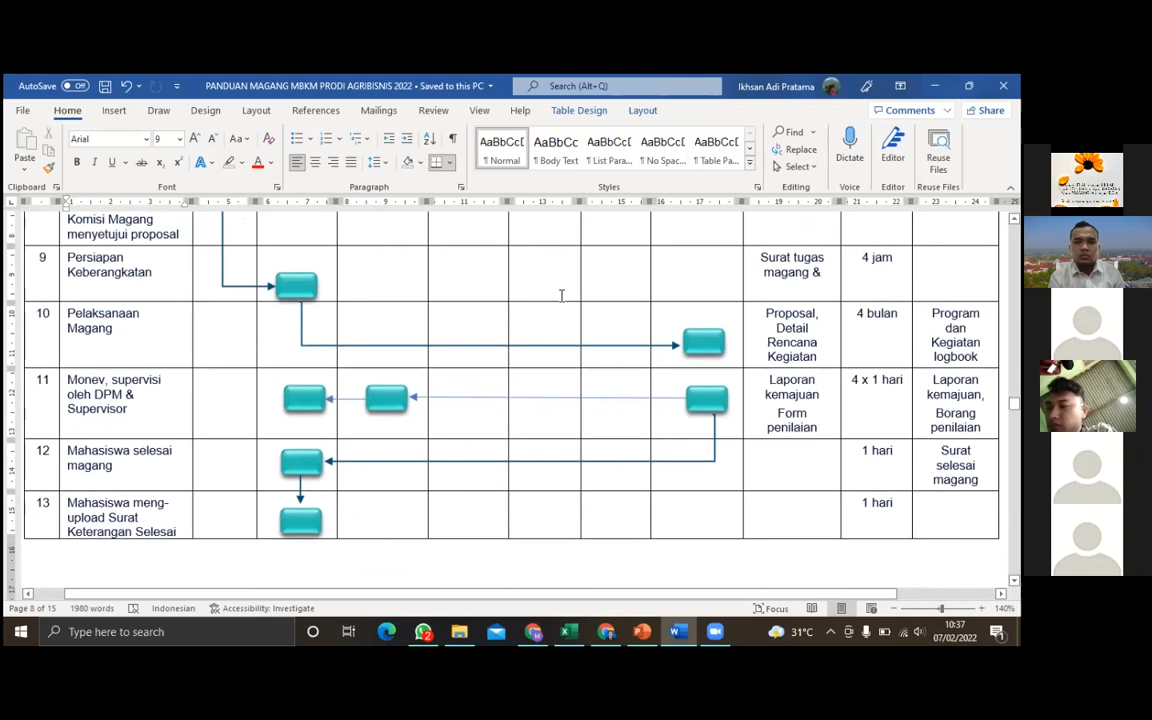 AutoSave Off
PANDUAN MAGANG MBKM PRODI AGRIBISNIS 2022 • Saved to this PC
Search (Alt+Q)
Ikhsan Adi Pratama
File Home Insert Draw Design Layout References Mailings Review View Help Table Design Layout
Comments Share
Paste
Clipboard
Arial 9
Font
Paragraph
AaBbCc[ AaBbCc AaBbCc[ AaBbCc[ AaBbCc[
¶ Normal ¶ Body Text ¶ List Para... ¶ No Spac... ¶ Table Pa...
Styles
Find
Replace
Select
Editing
Dictate
Voice
Editor
Editor
Reuse
Files
Reuse Files
Komisi Magang
menyetujui proposal
9
Persiapan
Keberangkatan
Surat tugas
magang &
4 jam
10
Pelaksanaan
Magang
Proposal,
Detail
Rencana
Kegiatan
4 bulan
Program
dan
Kegiatan
logbook
11
Monev, supervisi
oleh DPM &
Supervisor
Laporan
kemajuan
Form
penilaian
4 x 1 hari
Laporan
kemajuan,
Borang
penilaian
12
Mahasiswa selesai
magang
1 hari
Surat
selesai
magang
13
Mahasiswa meng-
upload Surat
Keterangan Selesai
1 hari
Page 8 of 15 1980 words Indonesian Accessibility: Investigate
Focus
140%
Type here to search
31°C
10:37
07/02/2022